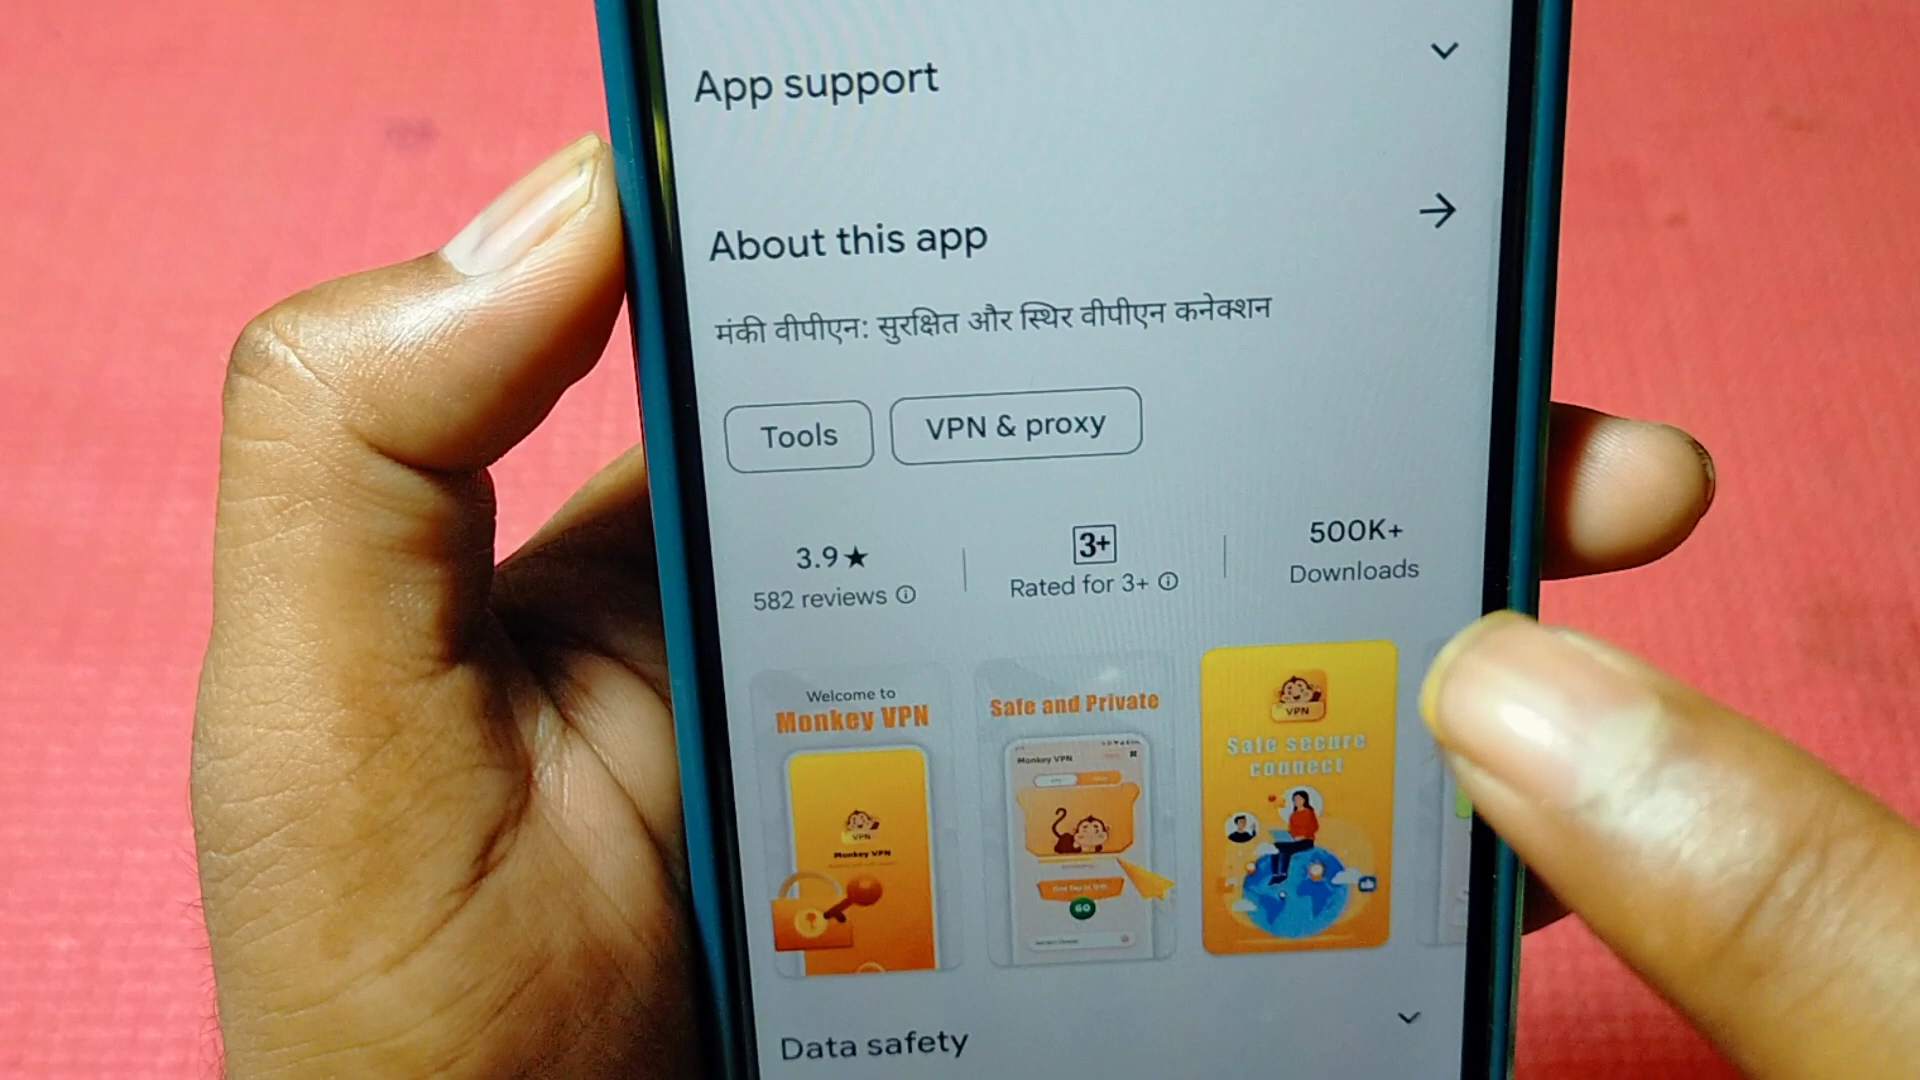 App support
About this app
मंकी वीपीएन: सुरक्षित और स्थिर वीपीएन कनेक्शन
Tools
VPN & proxy
3.9★
582 reviews
3+
Rated for 3+
500K+
Downloads
Welcome to
Monkey VPN
VPN
Monkey VPN
Safe and Private
Monkey VPN
GO
VPN
Safe secure
connect
Data safety